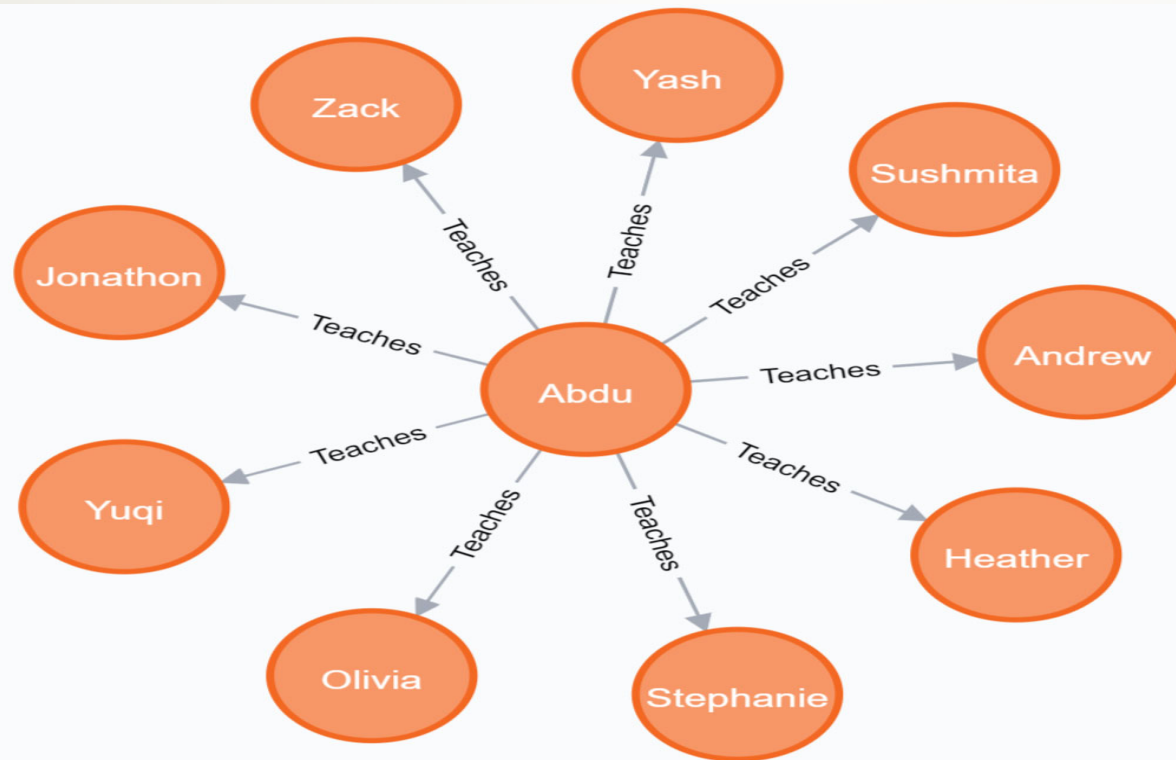 Yash
Zack
Sushmita
Teaches
Teaches
Jonathon
Teaches
Teaches
Andrew
Teaches
Abdu
Teaches
Teaches
Yuqi
Teaches
Teaches
Heather
Olivia
Stephanie